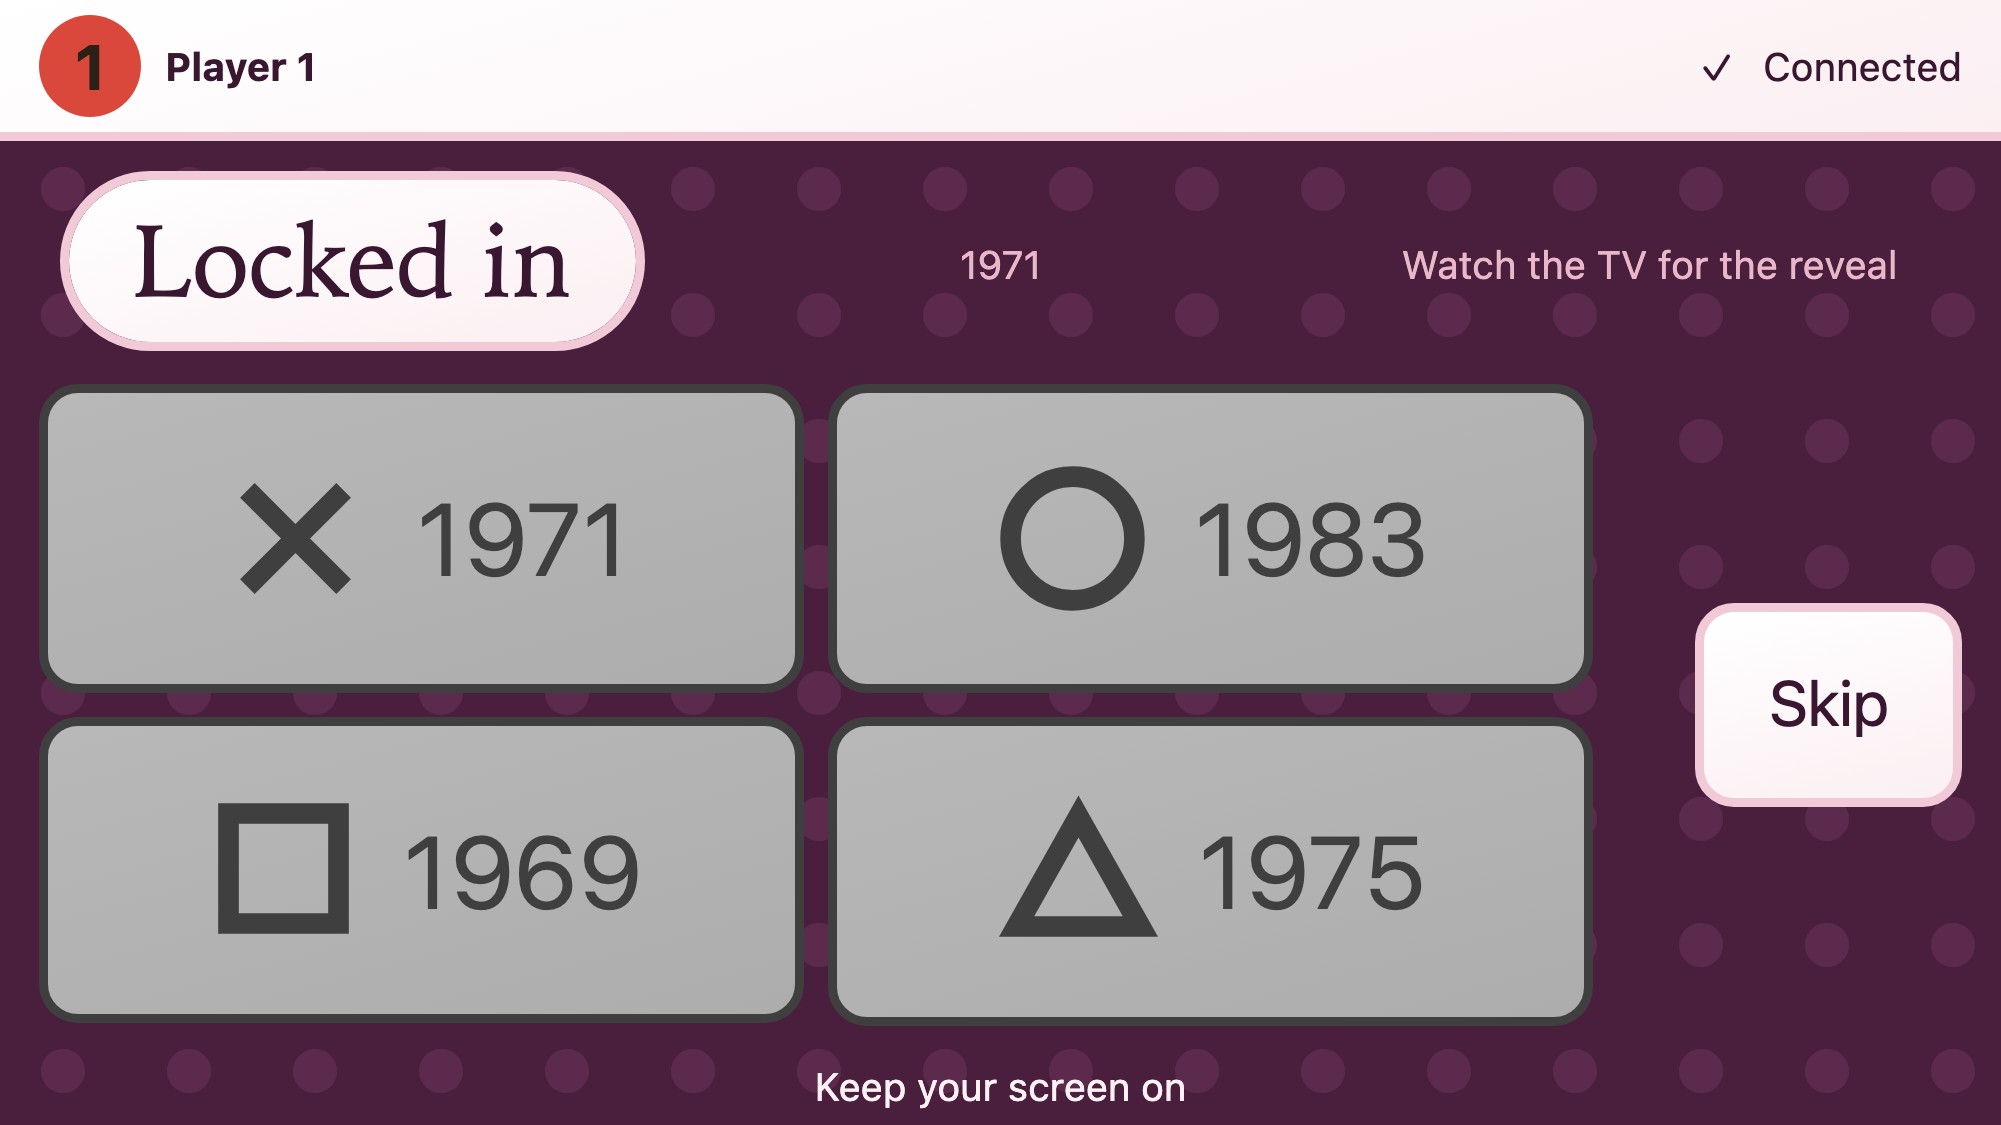 1 Player 1
✓ Connected
Locked in
1971
Watch the TV for the reveal
1971
1983
1969
1975
Skip
Keep your screen on